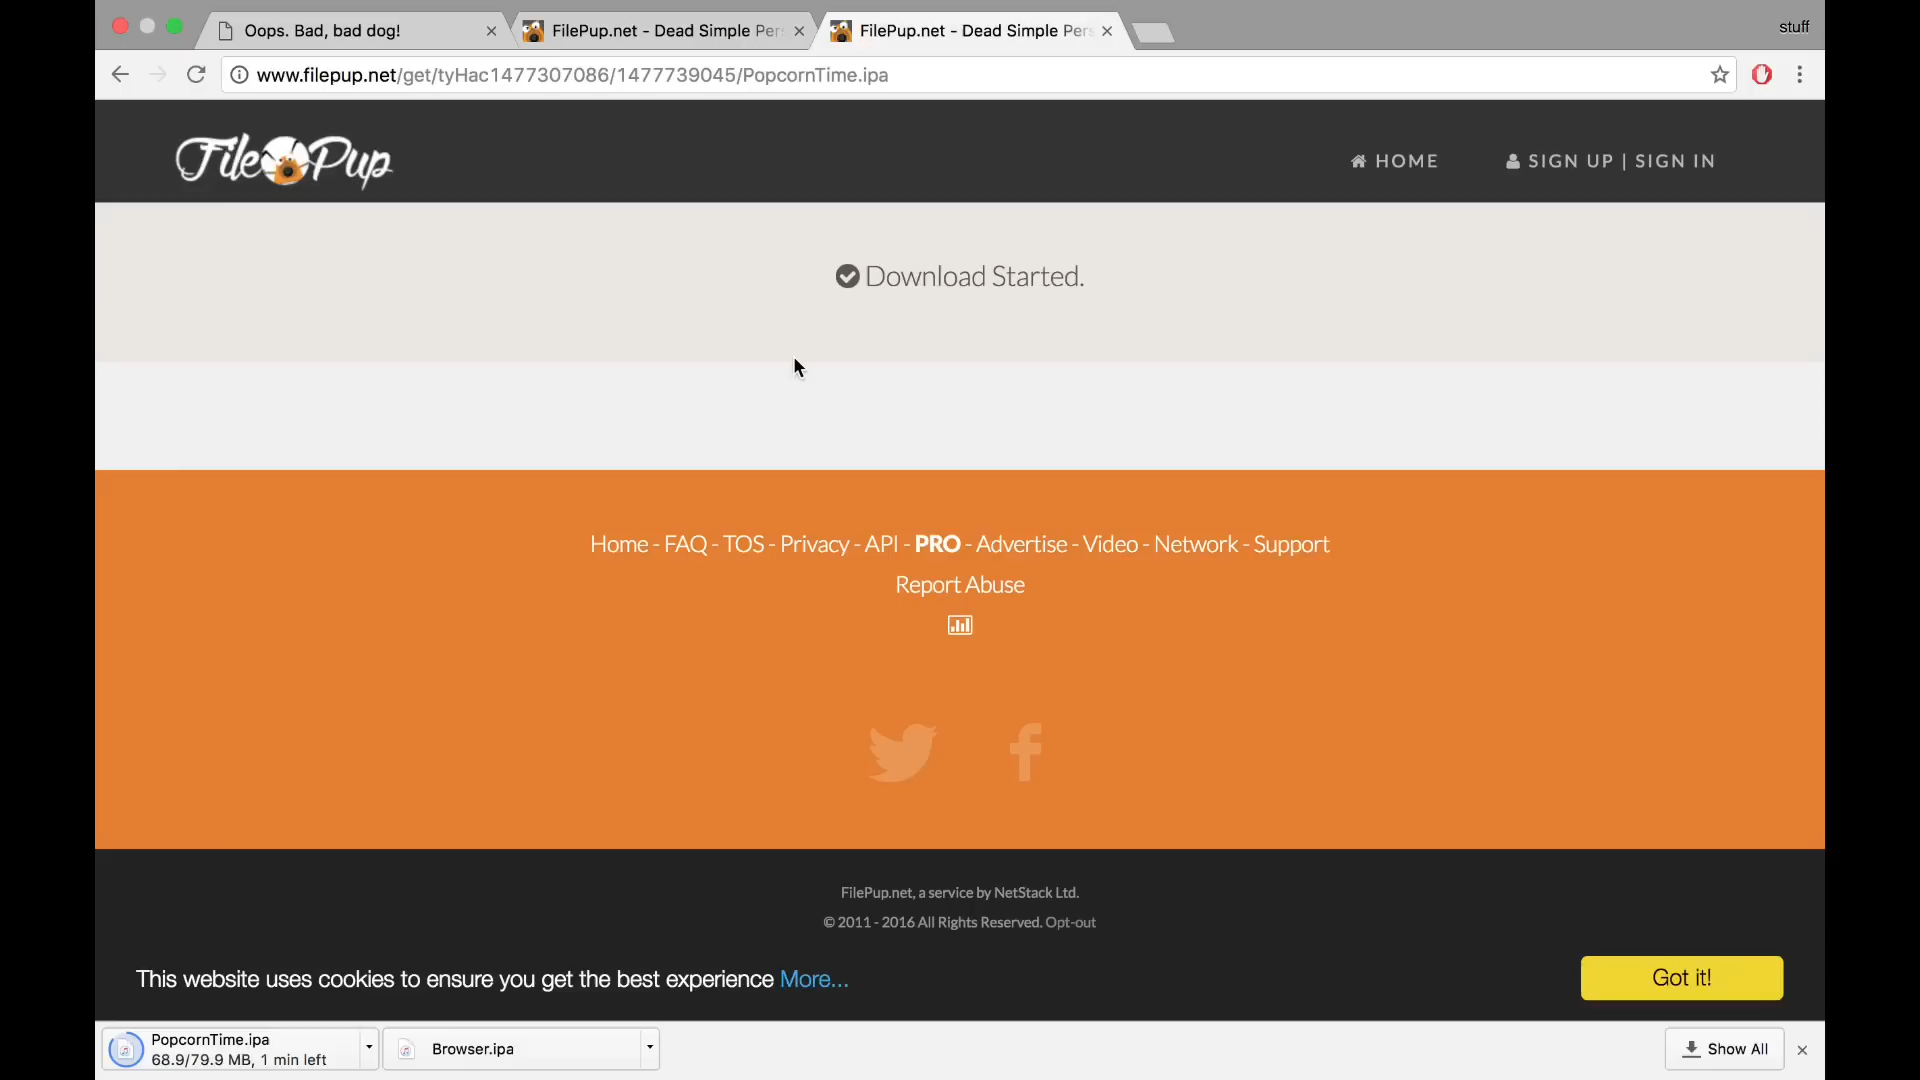 Oops. Bad, bad dog!
FilePup.net - Dead Simple Per
FilePup.net - Dead Simple Pers
stuff
www.filepup.net/get/tyHac1477307086/1477739045/PopcornTime.ipa
File Pup
HOME
SIGN UP | SIGN IN
Download Started.
Home - FAQ - TOS - Privacy - API - PRO - Advertise - Video - Network - Support
Report Abuse
FilePup.net, a service by NetStack Ltd.
© 2011 - 2016 All Rights Reserved. Opt-out
This website uses cookies to ensure you get the best experience More...
Got it!
PopcornTime.ipa
68.9/79.9 MB, 1 min left
Browser.ipa
Show All